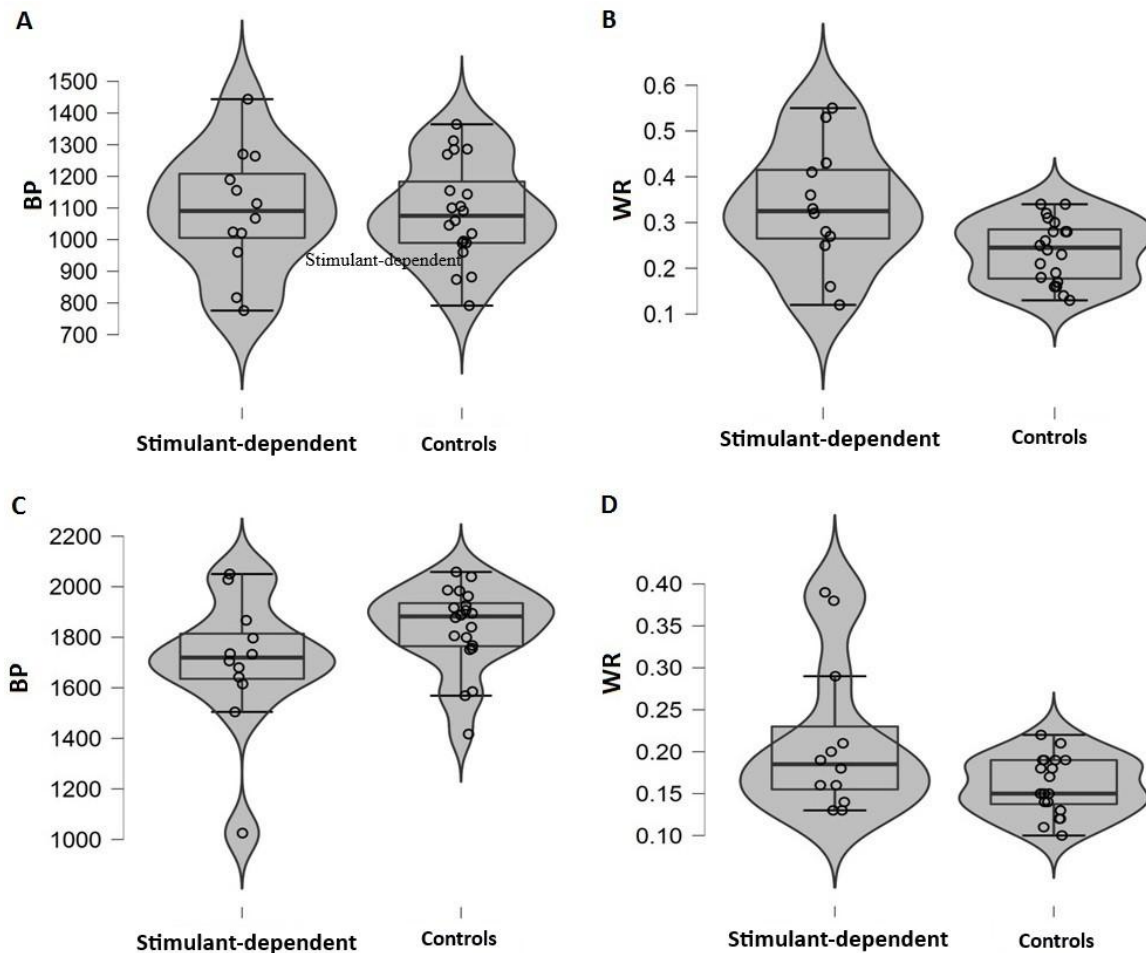 A
BP
1500
1400
1300
1200
1100
1000
900
800
700
Stimulant-dependent
Stimulant-dependent
Controls
B
WR
0.6
0.5
0.4
0.3
0.2
0.1
Stimulant-dependent
Controls
C
BP
2200
2000
1800
1600
1400
1200
1000
Stimulant-dependent
Controls
D
WR
0.40
0.35
0.30
0.25
0.20
0.15
0.10
Stimulant-dependent
Controls